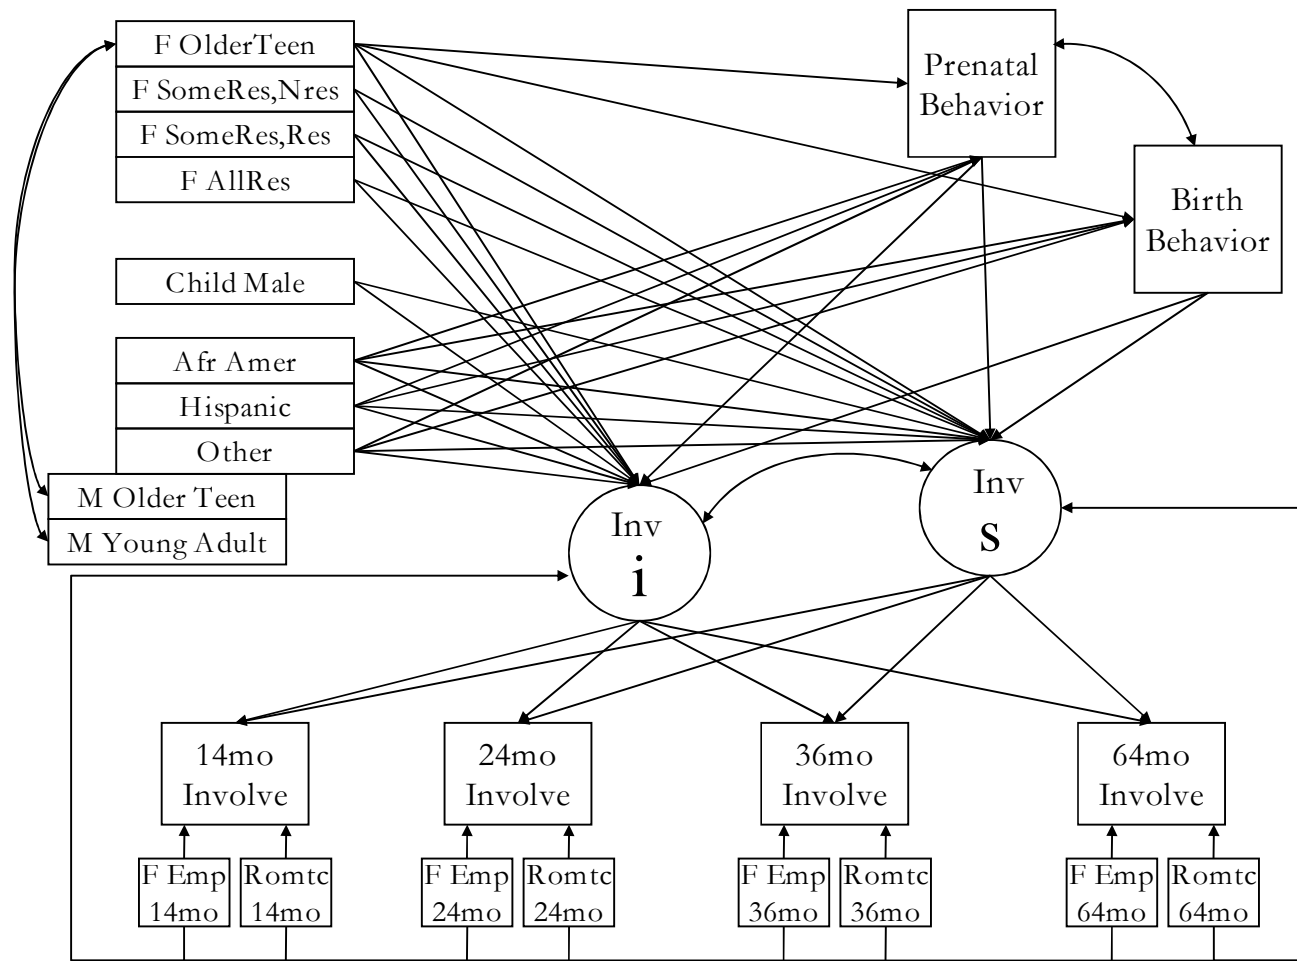 F OlderTeen
F SomeRes,Nres
F SomeRes,Res
F AllRes
Child Male
Afr Amer
Hispanic
Other
M Older Teen
M Young Adult
Prenatal
Behavior
Birth
Behavior
Inv
i
Inv
s
14mo
Involve
24mo
Involve
36mo
Involve
64mo
Involve
F Emp
14mo
Romtc
14mo
F Emp
24mo
Romtc
24mo
F Emp
36mo
Romtc
36mo
F Emp
64mo
Romtc
64mo